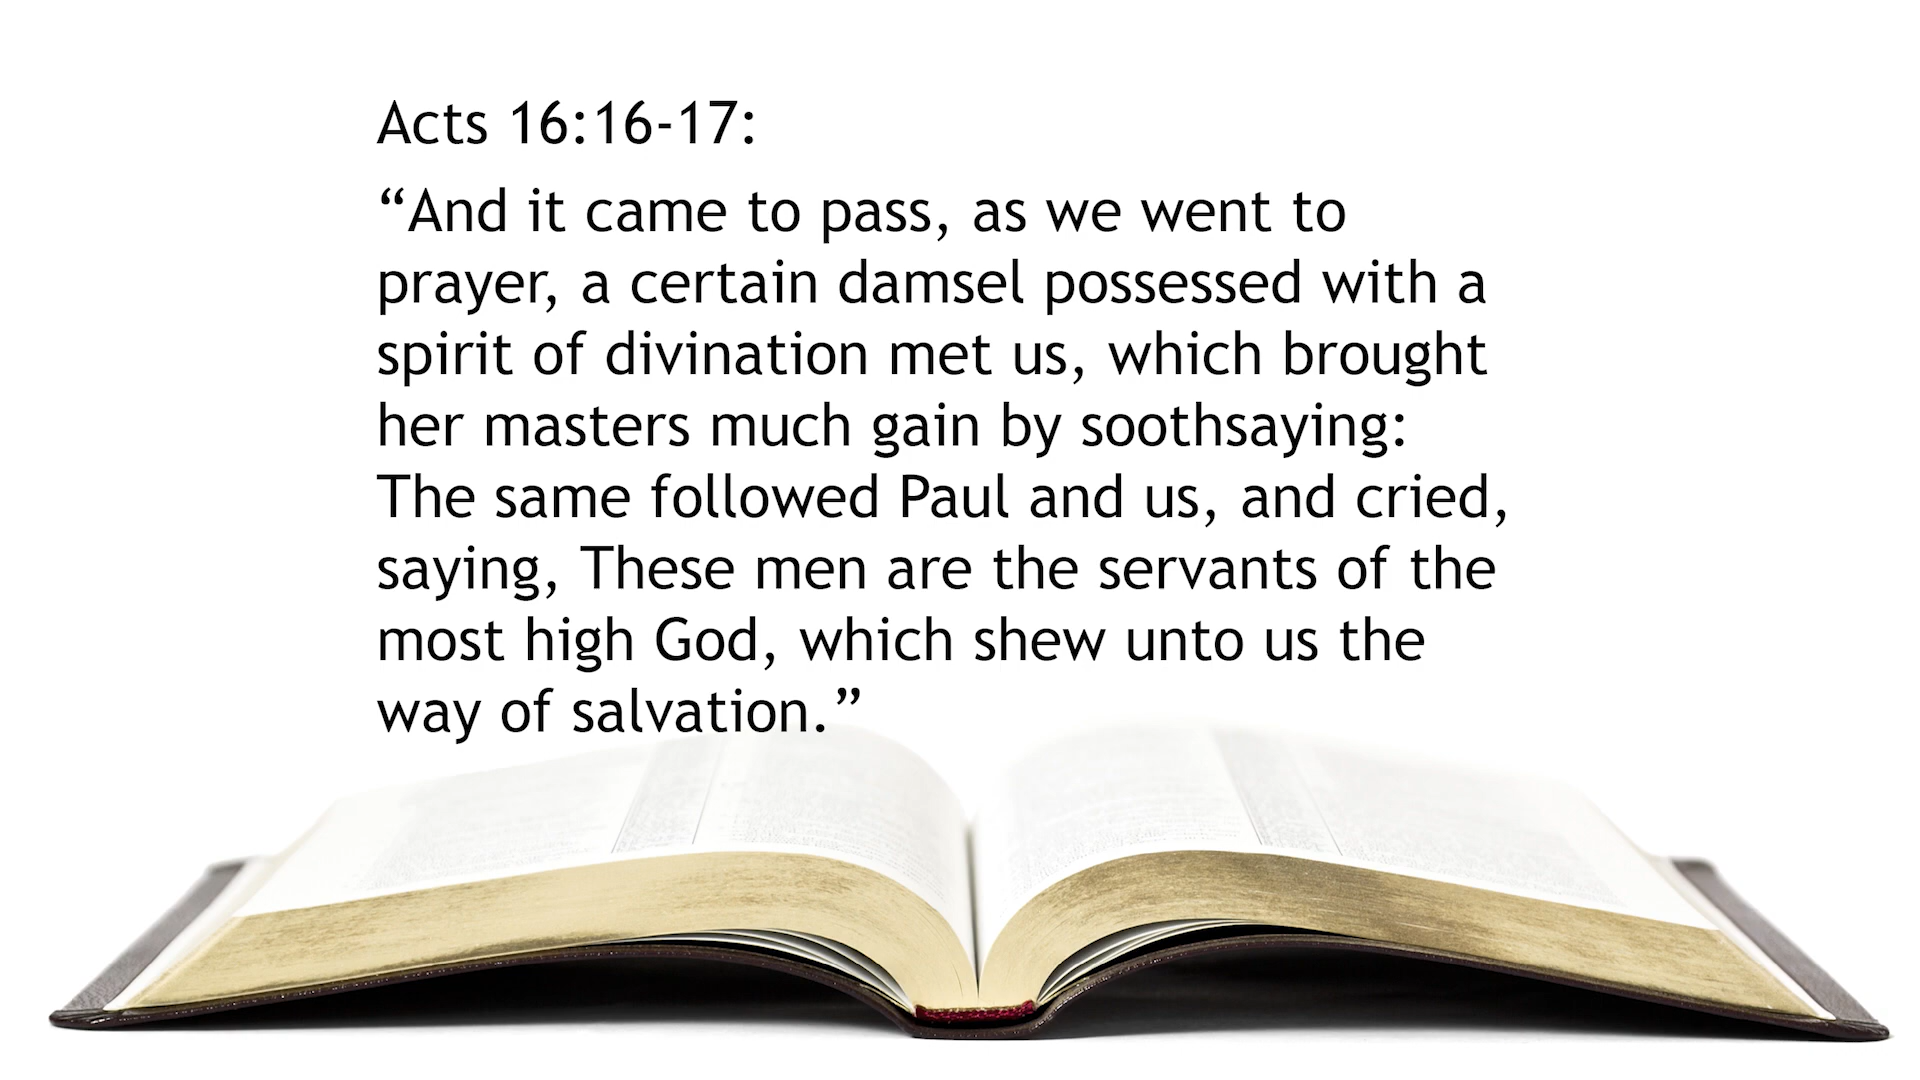 Acts 16:16-17:
“And it came to pass, as we went to
prayer, a certain damsel possessed with a
spirit of divination met us, which brought
her masters much gain by soothsaying:
The same followed Paul and us, and cried,
saying, These men are the servants of the
most high God, which shew unto us the
way of salvation.”